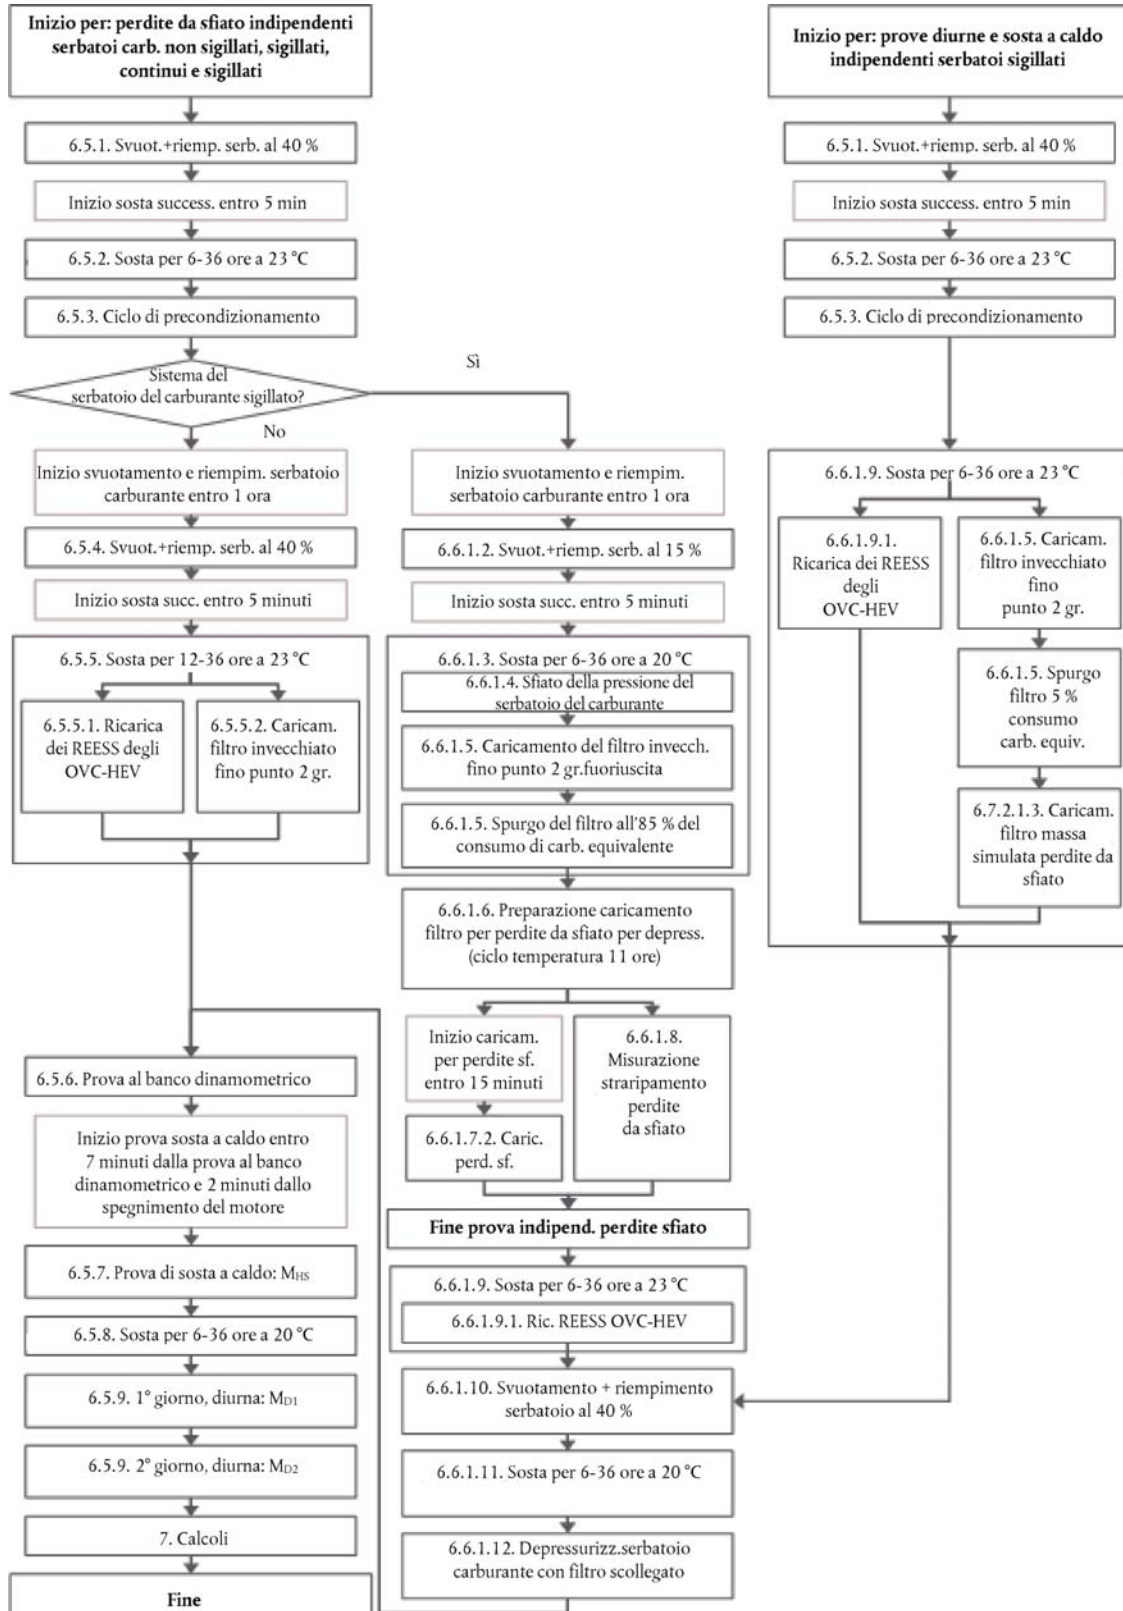 Inizio per: perdite da sfiato indipendenti
serbatoi carb. non sigillati, sigillati,
continui e sigillati
6.5.1. Svuot.+riemp. serb. al 40 %
Inizio sosta success. entro 5 min
6.5.2. Sosta per 6-36 ore a 23 °C
6.5.3. Ciclo di precondizionamento
Sistema del
serbatoio del carburante sigillato?
Sì
No
Inizio svuotamento e riempim. serbatoio
carburante entro 1 ora
6.5.4. Svuot.+riemp. serb. al 40 %
Inizio sosta succ. entro 5 minuti
6.5.5. Sosta per 12-36 ore a 23 °C
6.5.5.1. Ricarica
dei REESS degli
OVC-HEV
6.5.5.2. Caricam.
filtro invecchiato
fino punto 2 gr.
6.5.6. Prova al banco dinamometrico
Inizio prova sosta a caldo entro
7 minuti dalla prova al banco
dinamometrico e 2 minuti dallo
spegnimento del motore
6.5.7. Prova di sosta a caldo: MHS
6.5.8. Sosta per 6-36 ore a 20 °C
6.5.9. 1° giorno, diurna: MD1
6.5.9. 2° giorno, diurna: MD2
7. Calcoli
Fine
Inizio svuotamento e riempim.
serbatoio carburante entro 1 ora
6.6.1.2. Svuot.+riemp. serb. al 15 %
Inizio sosta succ. entro 5 minuti
6.6.1.3. Sosta per 6-36 ore a 20 °C
6.6.1.4. Sfiato della pressione del
serbatoio del carburante
6.6.1.5. Caricamento del filtro invecch.
fino punto 2 gr.fuoriuscita
6.6.1.5. Spurgo del filtro all'85 % del
consumo di carb. equivalente
6.6.1.6. Preparazione caricamento
filtro per perdite da sfiato per depress.
(ciclo temperatura 11 ore)
Inizio caricam.
per perdite sf.
entro 15 minuti
6.6.1.7.2. Caric.
perd. sf.
6.6.1.8.
Misurazione
straripamento
perdite
da sfiato
Fine prova indipend. perdite sfiato
6.6.1.9. Sosta per 6-36 ore a 23 °C
6.6.1.9.1. Ric. REESS OVC-HEV
6.6.1.10. Svuotamento + riempimento
serbatoio al 40 %
6.6.1.11. Sosta per 6-36 ore a 20 °C
6.6.1.12. Depressurizz.serbatoio
carburante con filtro scollegato
Inizio per: prove diurne e sosta a caldo
indipendenti serbatoi sigillati
6.5.1. Svuot.+riemp. serb. al 40%
Inizio sosta success. entro 5 min
6.5.2. Sosta per 6-36 ore a 23 °C
6.5.3. Ciclo di precondizionamento
6.6.1.9. Sosta per 6-36 ore a 23 °C
6.6.1.9.1.
Ricarica dei REESS
degli
OVC-HEV
6.6.1.5. Caricam.
filtro invecchiato
fino
punto 2 gr.
6.6.1.5. Spurgo
filtro 5 %
consumo
carb. equiv.
6.7.2.1.3. Caricam.
filtro massa
simulata perdite da
sfiato